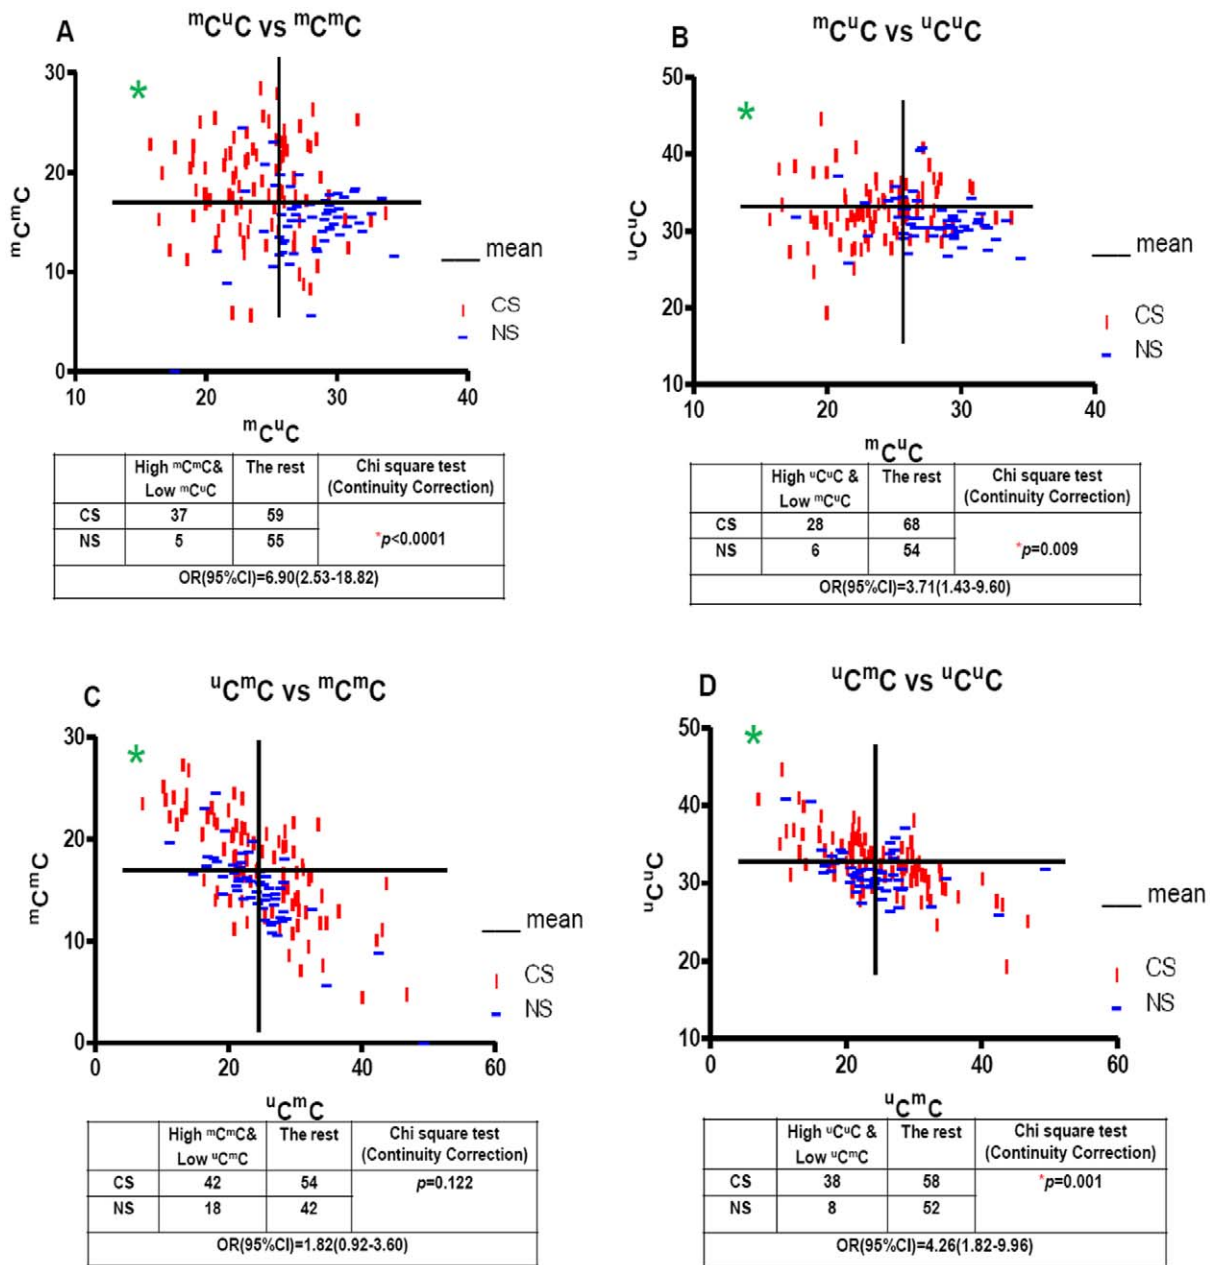 A
ᵐCᵘC vs ᵐCᵐC
30
20
10
0
ᵐCᵐC
10
20
30
40
ᵐCᵘC
*
mean
CS
NS
High ᵐCᵐC& Low ᵐCᵘC
The rest
Chi square test (Continuity Correction)
CS 37 59 *p<0.0001
NS 5 55
OR(95%CI)=6.90(2.53-18.82)
B
ᵐCᵘC vs ᵘCᵘC
50
40
30
20
10
ᵘCᵘC
10
20
30
40
ᵐCᵘC
*
mean
CS
NS
High ᵘCᵘC & Low ᵐCᵘC
The rest
Chi square test (Continuity Correction)
CS 28 68
NS 6 54 *p=0.009
OR(95%CI)=3.71(1.43-9.60)
C
ᵘCᵐC vs ᵐCᵐC
30
20
10
0
ᵐCᵐC
0
20
40
60
ᵘCᵐC
*
mean
CS
NS
High ᵐCᵐC& Low ᵘCᵐC
The rest
Chi square test (Continuity Correction)
CS 42 54 p=0.122
NS 18 42
OR(95%CI)=1.82(0.92-3.60)
D
ᵘCᵐC vs ᵘCᵘC
50
40
30
20
10
ᵘCᵘC
0
20
40
60
ᵘCᵐC
*
mean
CS
NS
High ᵘCᵘC & Low ᵘCᵐC
The rest
Chi square test (Continuity Correction)
CS 38 58 *p=0.001
NS 8 52
OR(95%CI)=4.26(1.82-9.96)